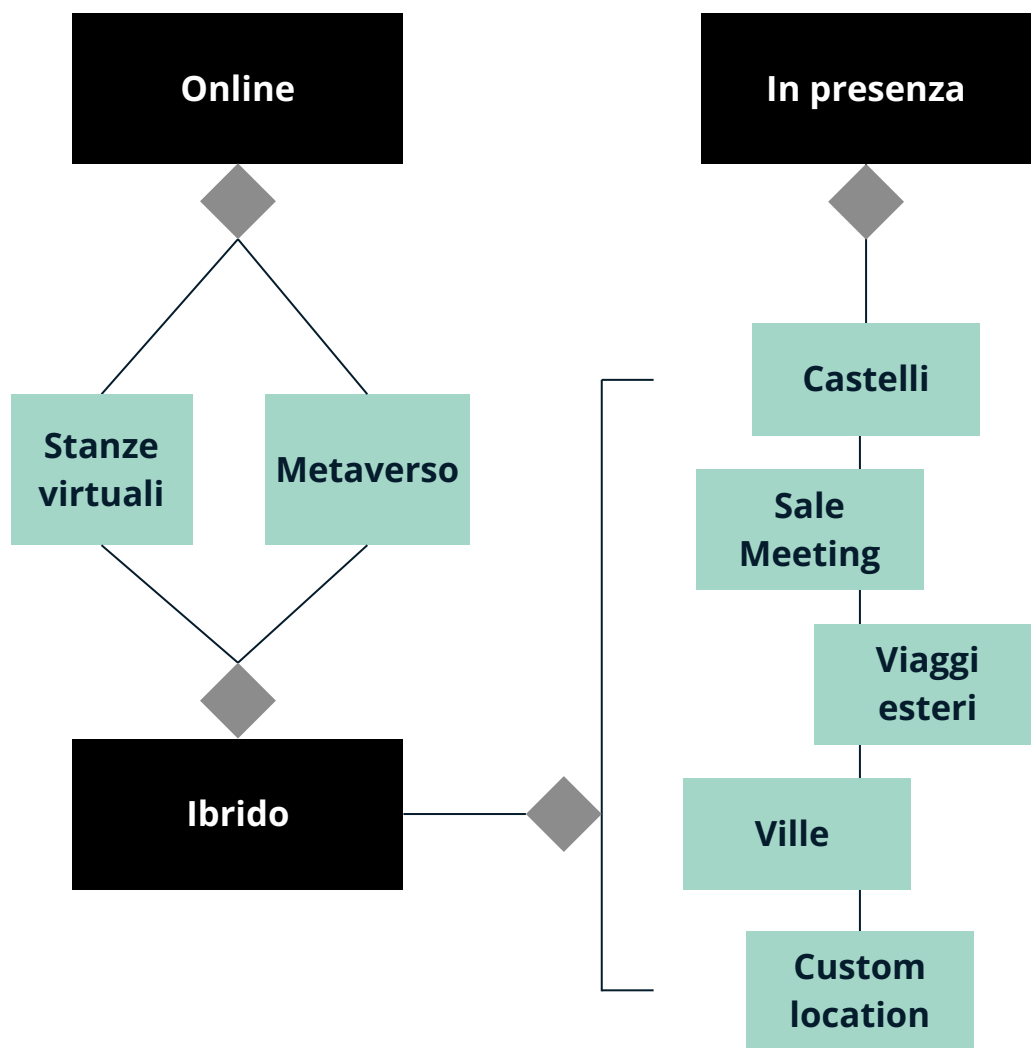 Online
In presenza
Castelli
Stanze
virtuali
Metaverso
Sale
Meeting
Viaggi
esteri
Ibrido
Ville
Custom
location